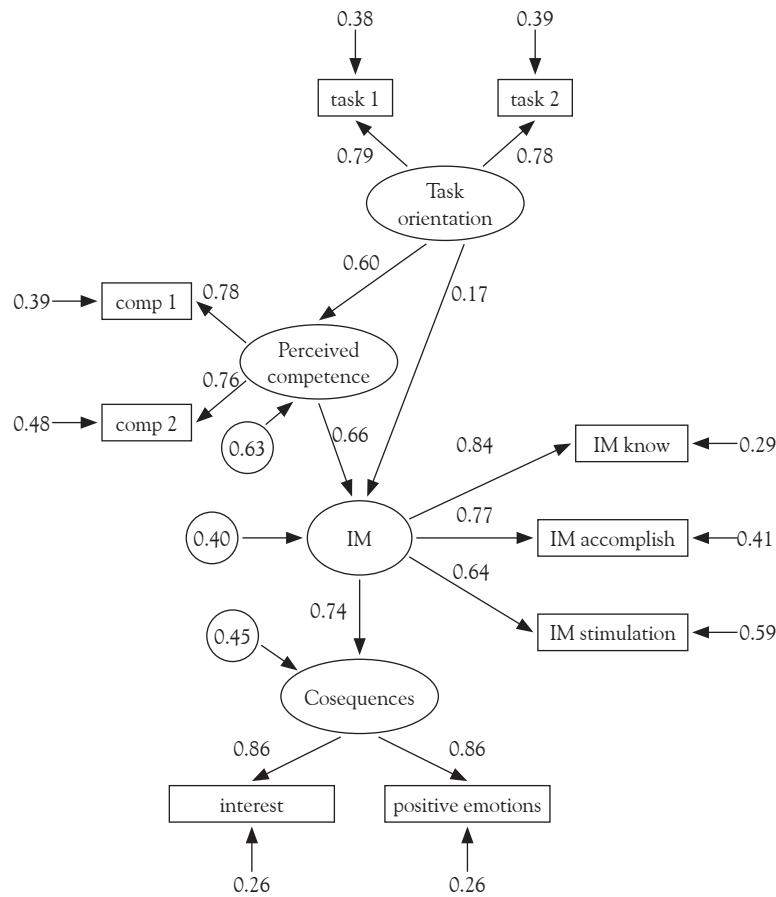 0.38
0.39
task 1
task 2
0.79
0.78
Task
orientation
0.60
0.17
0.39
comp 1
0.78
Perceived
competence
0.76
0.48
comp 2
0.63
0.66
0.84
IM know
0.29
0.40
IM
0.77
IM accomplish
0.41
0.64
0.74
0.45
IM stimulation
0.59
Cosequences
0.86
0.86
interest
positive emotions
0.26
0.26